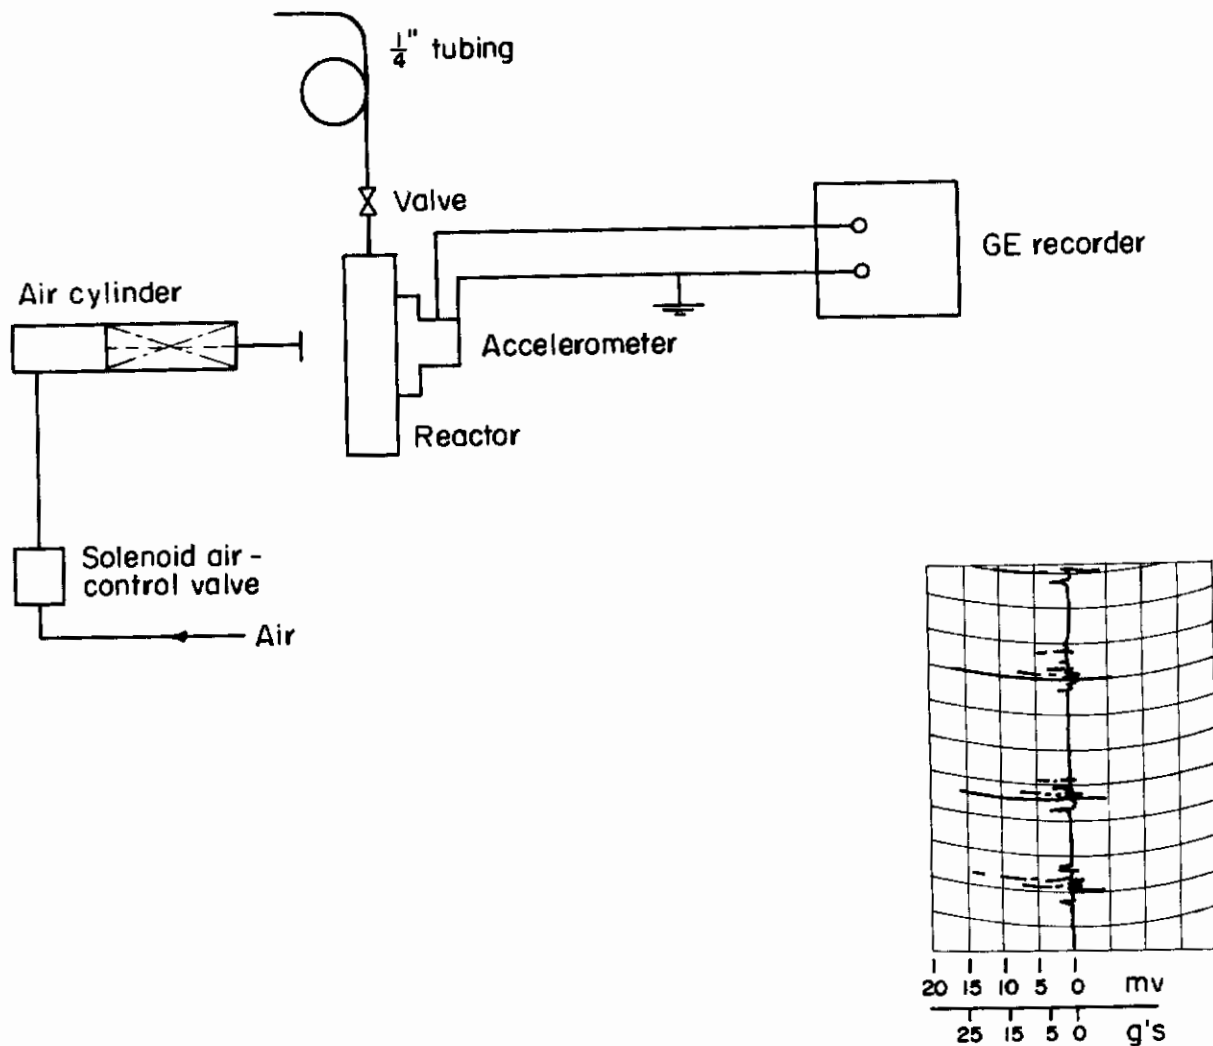 1/4" tubing
Valve
GE recorder
Air cylinder
Accelerometer
Reactor
Solenoid air-
control valve
Air
20 15 10 5 0 mv
25 15 5 0 g's